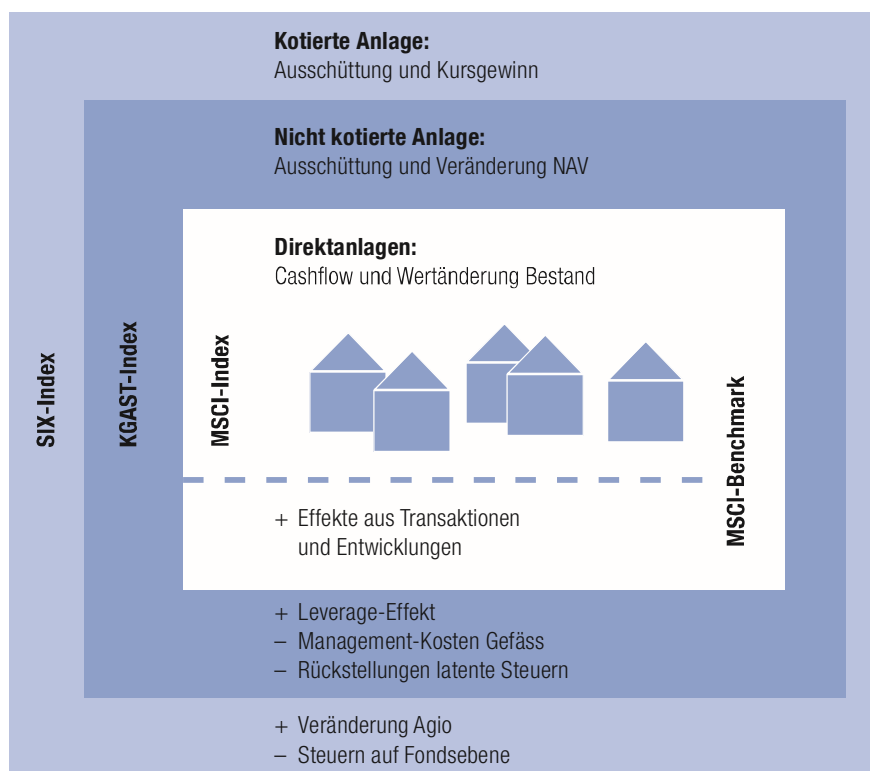 Kotierte Anlage:
Ausschüttung und Kursgewinn
Nicht kotierte Anlage:
Ausschüttung und Veränderung NAV
Direktanlagen:
Cashflow und Wertänderung Bestand
SIX-Index
KGAST-Index
MSCI-Index
MSCI-Benchmark
+ Effekte aus Transaktionen
und Entwicklungen
+ Leverage-Effekt
– Management-Kosten Gefäss
– Rückstellungen latente Steuern
+ Veränderung Agio
– Steuern auf Fondsebene